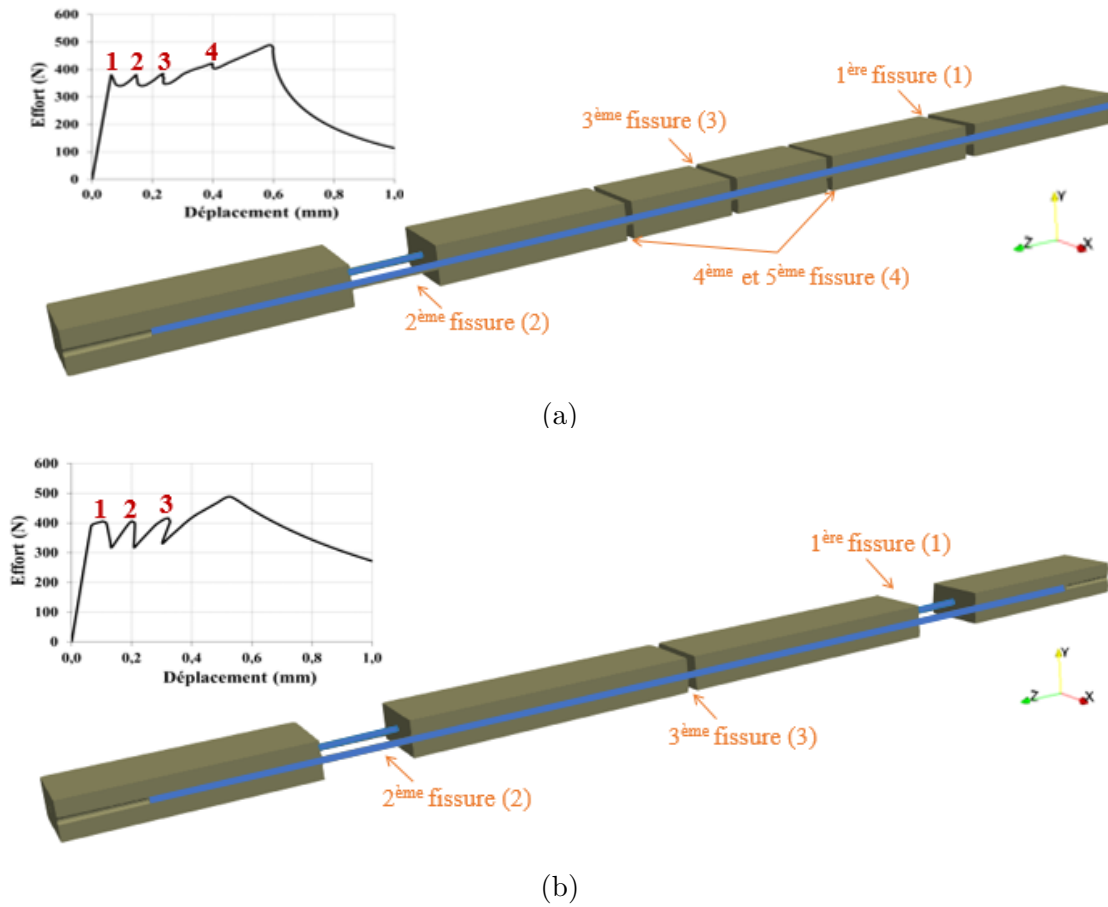 600
500
400
300
200
100
0
Effort (N)
1 2 3 4
0,0 0,2 0,4 0,6 0,8 1,0
Déplacement (mm)
1ère fissure (1)
3ème fissure (3)
4ème et 5ème fissure (4)
2ème fissure (2)
Y
Z X
(a)
600
500
400
300
200
100
0
Effort (N)
1 2 3
0,0 0,2 0,4 0,6 0,8 1,0
Déplacement (mm)
1ère fissure (1)
3ème fissure (3)
2ème fissure (2)
Y
Z X
(b)